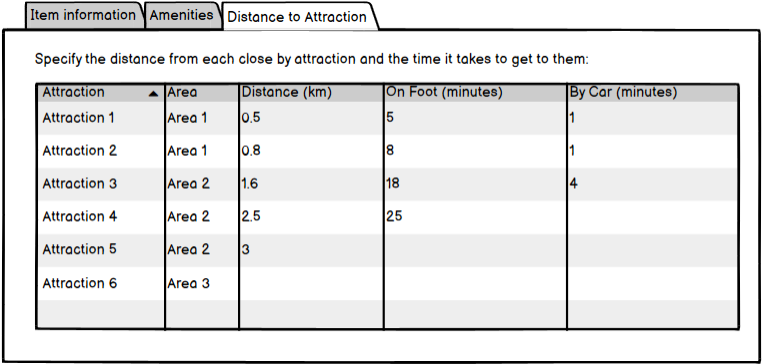 Item information Amenities Distance to Attraction
Specify the distance from each close by attraction and the time it takes to get to them:
Attraction Area Distance (km) On Foot (minutes) By Car (minutes)
Attraction 1 Area 1 0.5 5 1
Attraction 2 Area 1 0.8 8 1
Attraction 3 Area 2 1.6 18 4
Attraction 4 Area 2 2.5 25
Attraction 5 Area 2 3
Attraction 6 Area 3